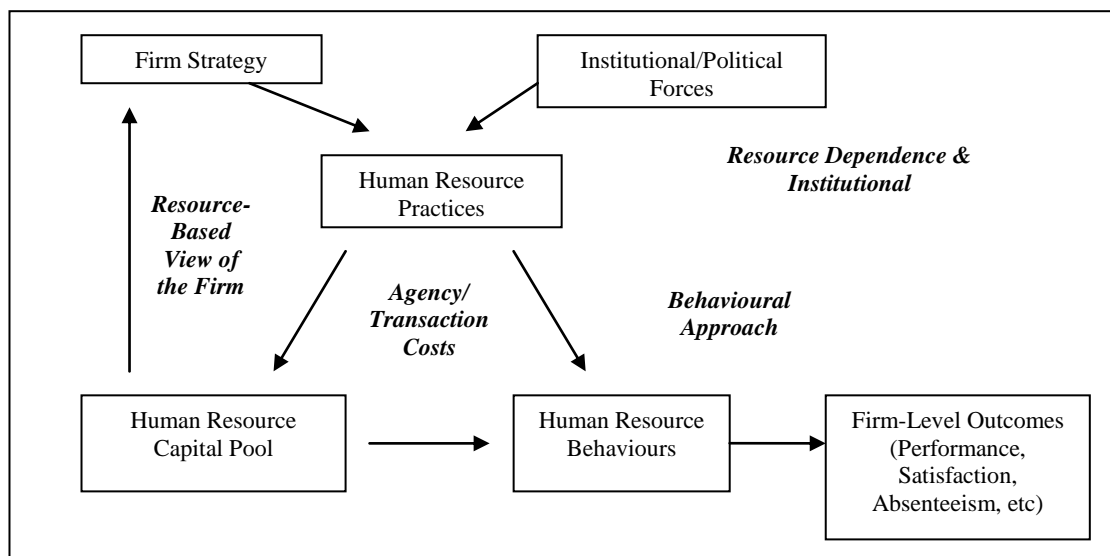 Firm Strategy
Institutional/Political
Forces
Resource Dependence &
Institutional
Human Resource
Practices
Resource-
Based
View of
the Firm
Agency/
Transaction
Costs
Behavioural
Approach
Human Resource
Capital Pool
Human Resource
Behaviours
Firm-Level Outcomes
(Performance,
Satisfaction,
Absenteeism, etc)